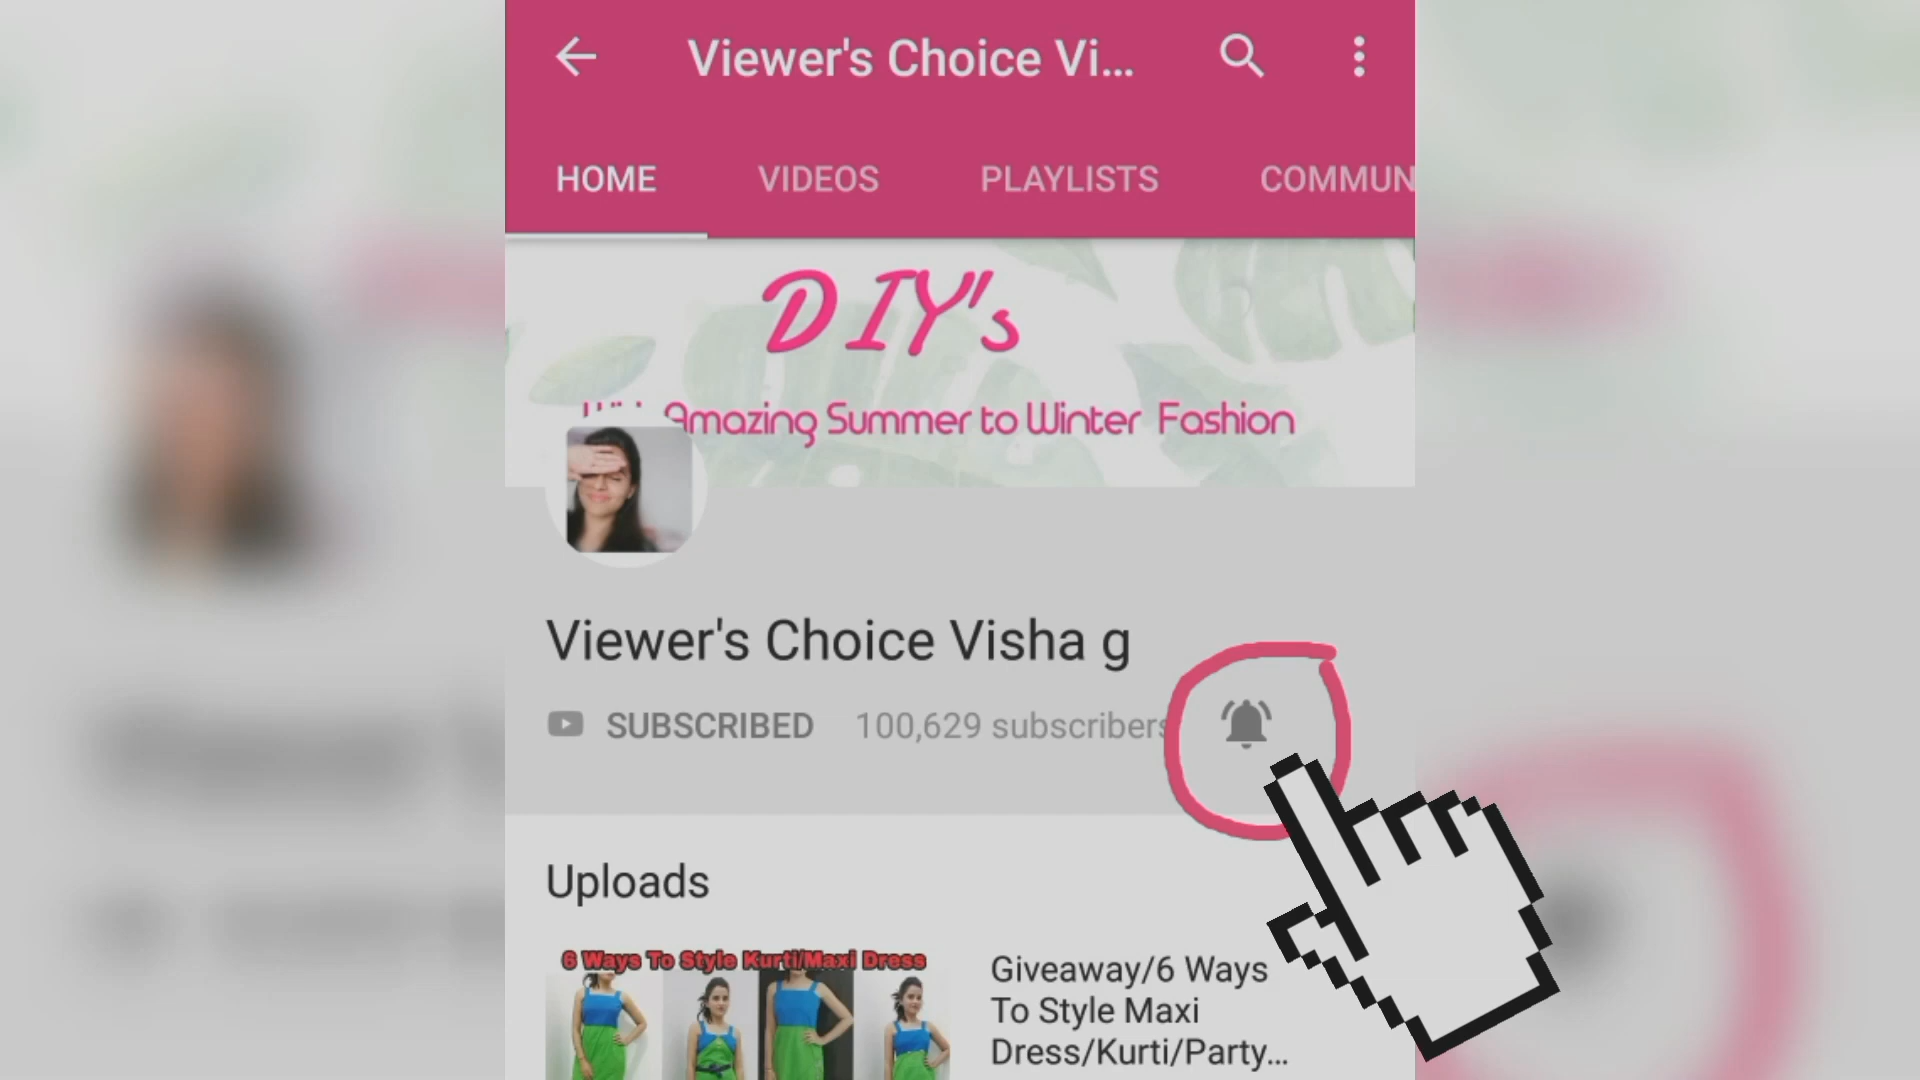 Viewer's Choice Vi...
HOME VIDEOS PLAYLISTS COMMUN
DIY's
Amazing Summer to Winter Fashion
Viewer's Choice Visha g
SUBSCRIBED 100,629 subscribers
Uploads
6 Ways To Style Kurti/Maxi Dress
Giveaway/6 Ways
To Style Maxi
Dress/Kurti/Party...